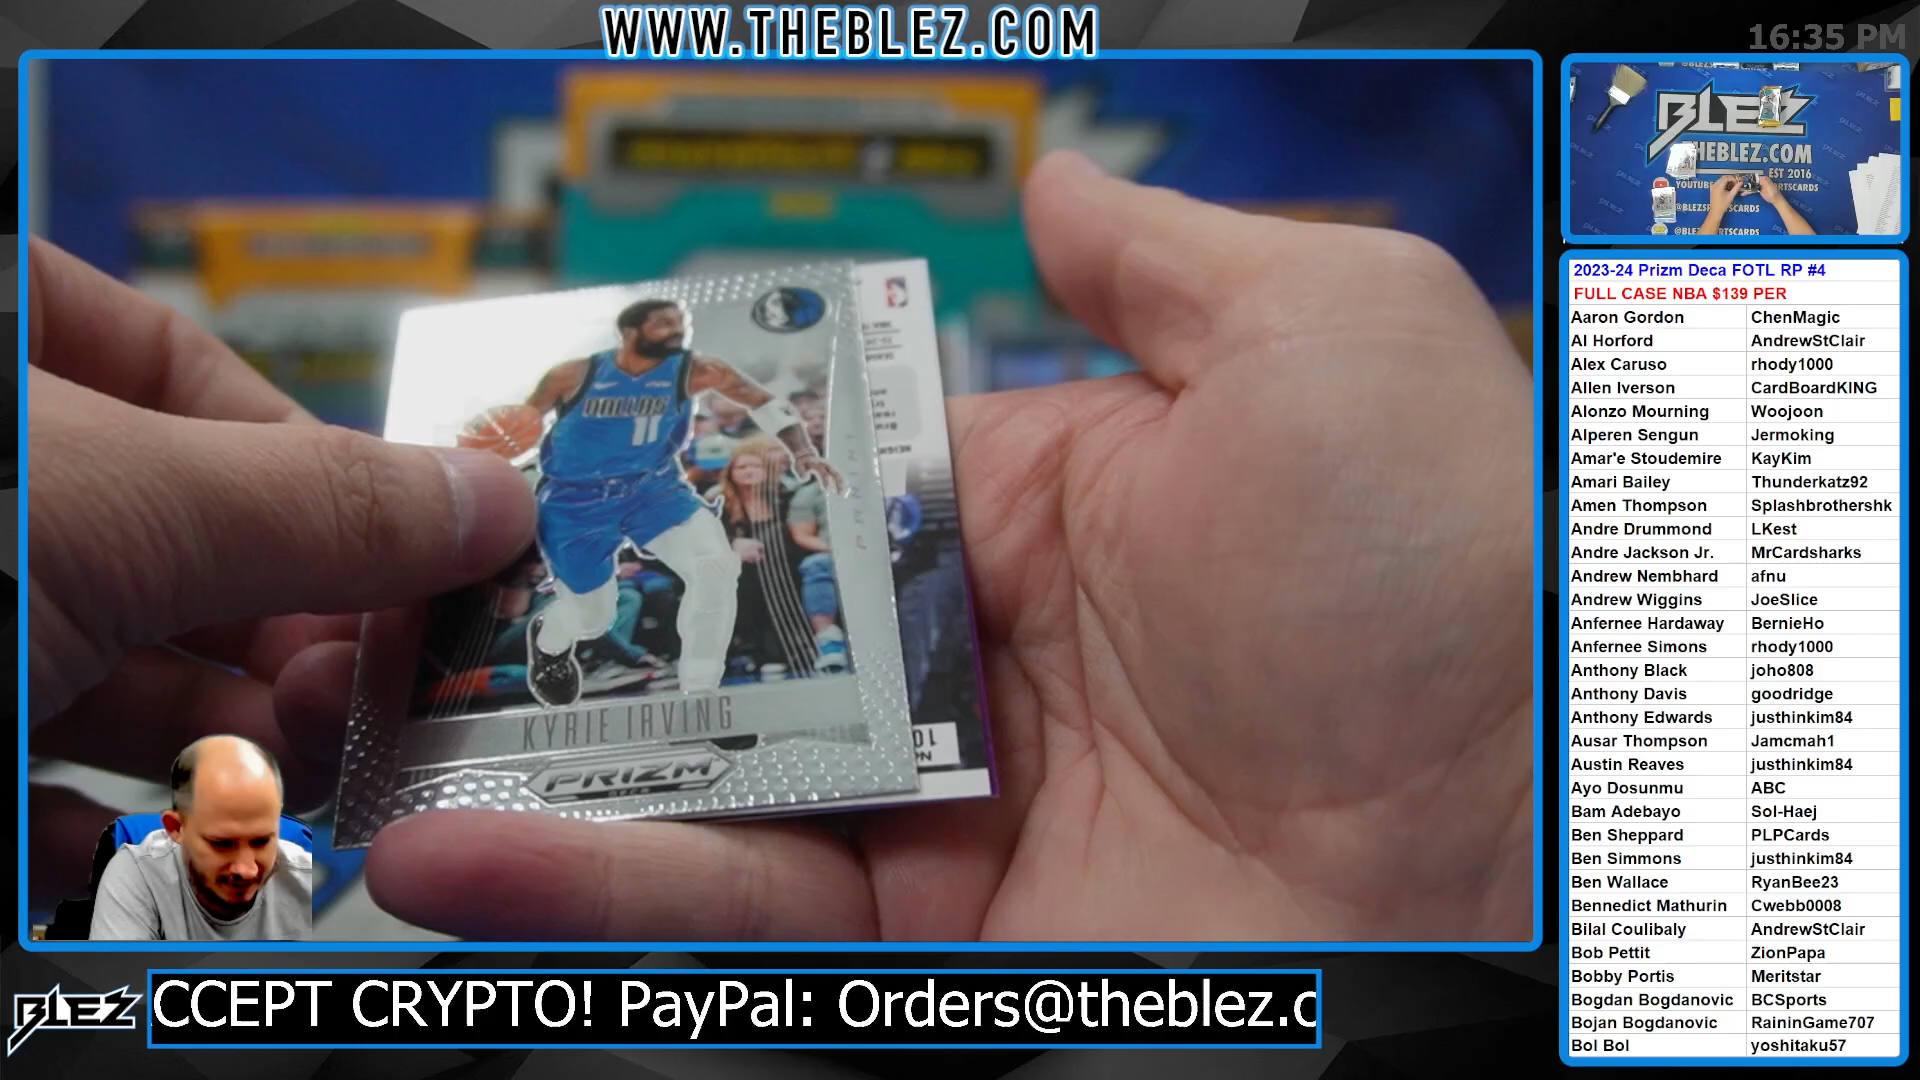 WWW.THEBLEZ.COM
16:35 PM
BLEZ
THEBLEZ.COM
EST 2016
DALLAS
11
PANINI
KYRIE IRVING
PRIZM
DECA
2023-24 Prizm Deca FOTL RP #4
FULL CASE NBA $139 PER
Aaron Gordon ChenMagic
Al Horford AndrewStClair
Alex Caruso rhody1000
Allen Iverson CardBoardKING
Alonzo Mourning Woojoon
Alperen Sengun Jermoking
Amar'e Stoudemire KayKim
Amari Bailey Thunderkatz92
Amen Thompson Splashbrothershk
Andre Drummond LKest
Andre Jackson Jr. MrCardsharks
Andrew Nembhard afnu
Andrew Wiggins JoeSlice
Anfernee Hardaway BernieHo
Anfernee Simons rhody1000
Anthony Black joho808
Anthony Davis goodridge
Anthony Edwards justhinkim84
Ausar Thompson Jamcmah1
Austin Reaves justhinkim84
Ayo Dosunmu ABC
Bam Adebayo Sol-Haej
Ben Sheppard PLPCards
Ben Simmons justhinkim84
Ben Wallace RyanBee23
Bennedict Mathurin Cwebb0008
Bilal Coulibaly AndrewStClair
Bob Pettit ZionPapa
Bobby Portis Meritstar
Bogdan Bogdanovic BCSports
Bojan Bogdanovic RaininGame707
Bol Bol yoshitaku57
BLEZ
CCEPT CRYPTO! PayPal: Orders@theblez.c